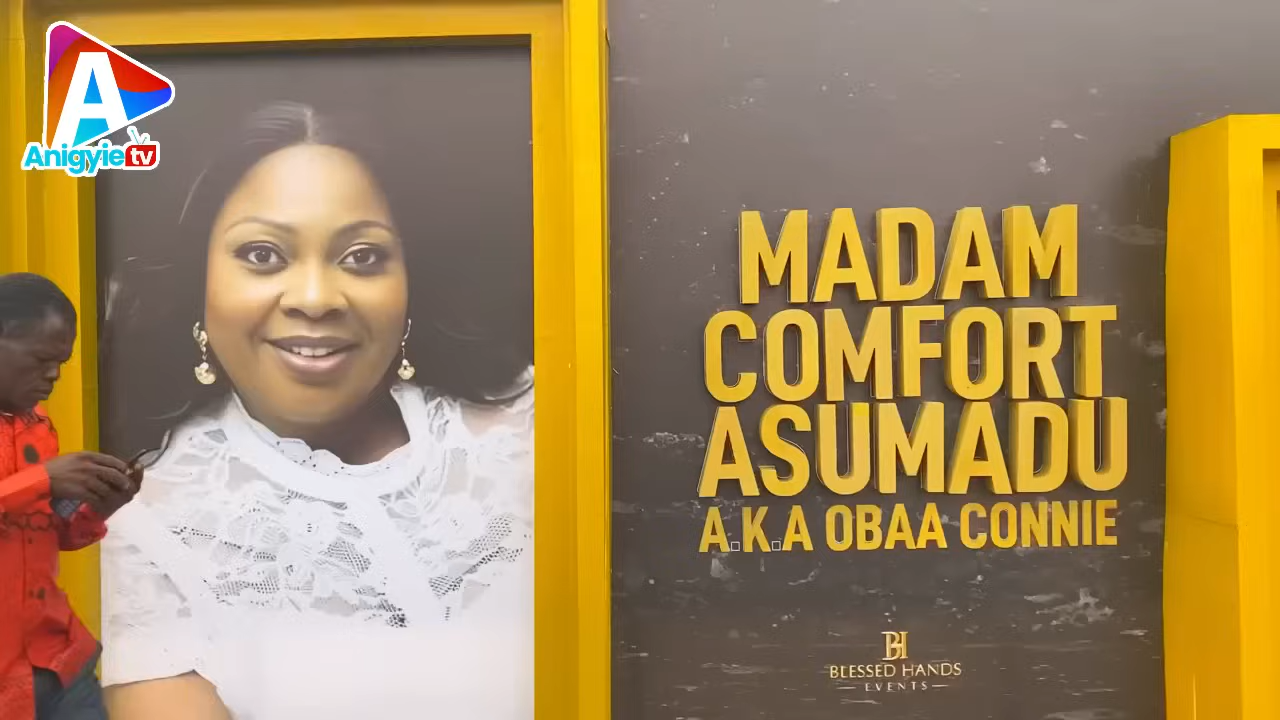 A
Anigyie tv
MADAM
COMFORT
ASUMADU
A.K.A OBAA CONNIE
BH
BLESSED HANDS
EVENTS